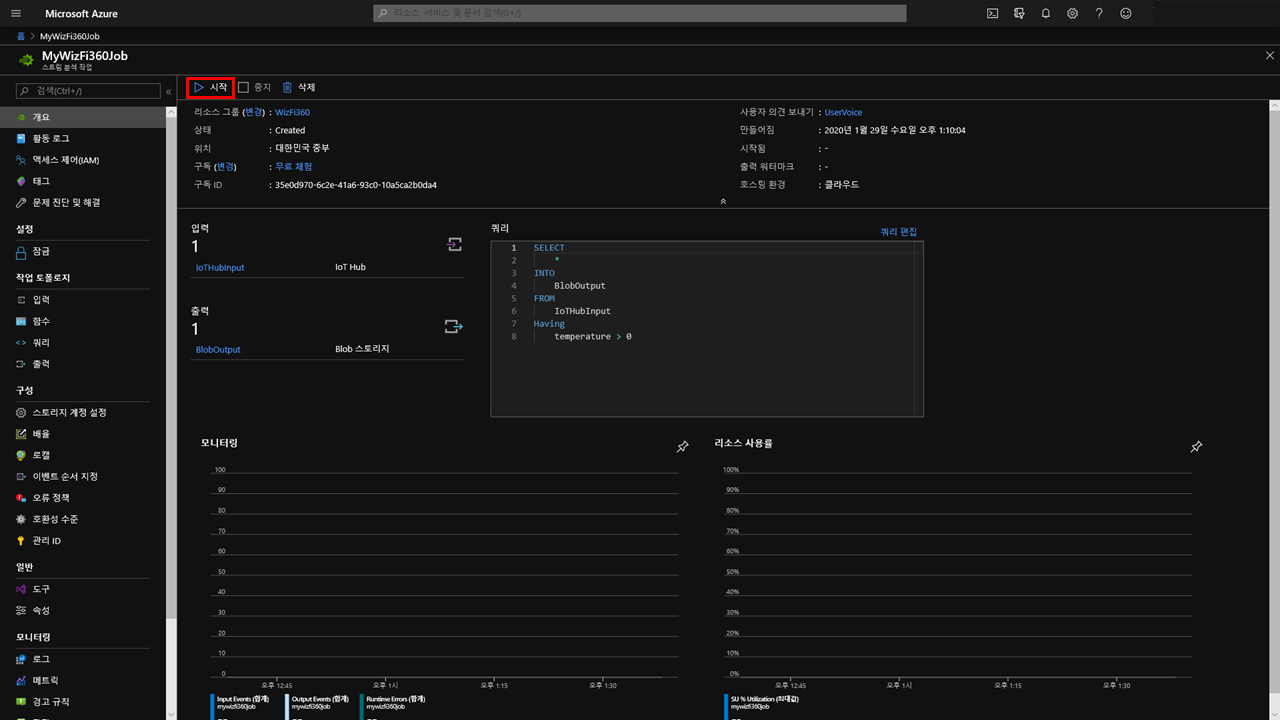 Microsoft Azure
리소스, 서비스 및 문서 검색(G+/)
홈 > MyWizFi360Job
MyWizFi360Job
스트림 분석 작업
검색(Ctrl+/)
«
개요
활동 로그
액세스 제어(IAM)
태그
문제 진단 및 해결
설정
잠금
작업 토폴로지
입력
함수
쿼리
출력
구성
스토리지 계정 설정
배율
로캘
이벤트 순서 지정
오류 정책
호환성 수준
관리 ID
일반
도구
속성
모니터링
로그
메트릭
경고 규칙
시작 중지 삭제
리소스 그룹 (변경) : WizFi360
상태 : Created
위치 : 대한민국 중부
구독 (변경) : 무료 체험
구독 ID : 35e0d970-6c2e-41a6-93c0-10a5ca2b0da4
사용자 의견 보내기 : UserVoice
만들어짐 : 2020년 1월 29일 수요일 오후 1:10:04
시작됨 : -
출력 워터마크 : -
호스팅 환경 : 클라우드
입력
1
IoTHubInput IoT Hub
출력
1
BlobOutput Blob 스토리지
쿼리 쿼리 편집
1 SELECT
2 *
3 INTO
4 BlobOutput
5 FROM
6 IoTHubInput
7 Having
8 temperature > 0
모니터링
100
90
80
70
60
50
40
30
20
10
0
오후 12:45 오후 1시 오후 1:15 오후 1:30
Input Events (합계) Output Events (합계) Runtime Errors (합계)
mywizfi360job mywizfi360job mywizfi360job
리소스 사용률
100%
90%
80%
70%
60%
50%
40%
30%
20%
10%
0%
오후 12:45 오후 1시 오후 1:15 오후 1:30
SU % Utilization (최대값)
mywizfi360job